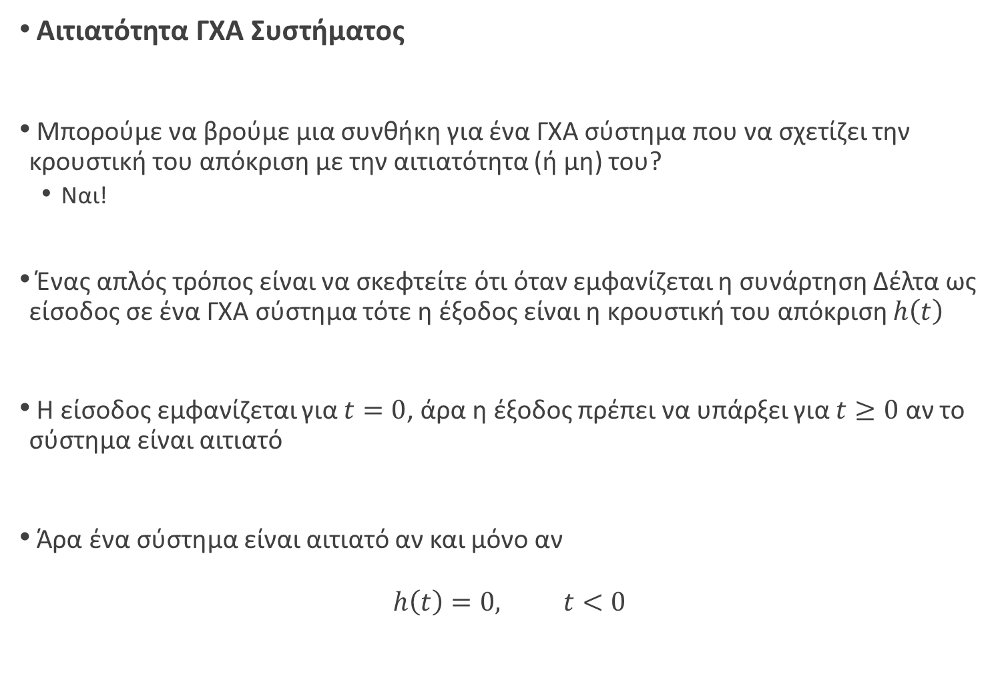 • Αιτιατότητα ΓΧΑ Συστήματος
• Μπορούμε να βρούμε μια συνθήκη για ένα ΓΧΑ σύστημα που να σχετίζει την
κρουστική του απόκριση με την αιτιατότητα (ή μη) του?
• Ναι!
• Ένας απλός τρόπος είναι να σκεφτείτε ότι όταν εμφανίζεται η συνάρτηση Δέλτα ως
είσοδος σε ένα ΓΧΑ σύστημα τότε η έξοδος είναι η κρουστική του απόκριση h(t)
• Η είσοδος εμφανίζεται για t = 0, άρα η έξοδος πρέπει να υπάρξει για t ≥ 0 αν το
σύστημα είναι αιτιατό
• Άρα ένα σύστημα είναι αιτιατό αν και μόνο αν
h(t) = 0, t < 0